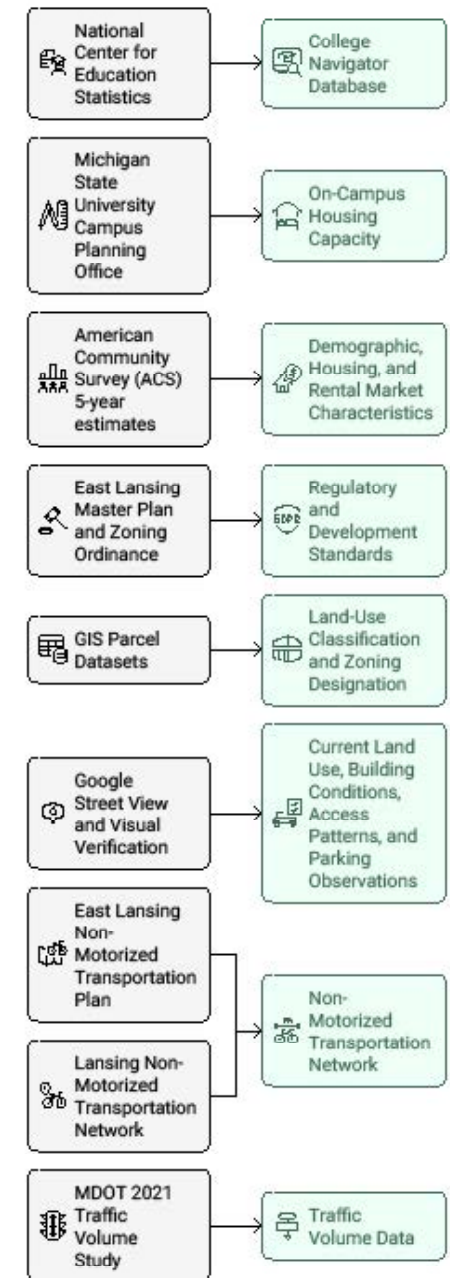 National
Center for
Education
Statistics
College
Navigator
Database
Michigan
State
University
Campus
Planning
Office
On-Campus
Housing
Capacity
American
Community
Survey (ACS)
5-year
estimates
Demographic,
Housing, and
Rental Market
Characteristics
East Lansing
Master Plan
and Zoning
Ordinance
GDPR
Regulatory
and
Development
Standards
GIS Parcel
Datasets
Land-Use
Classification
and Zoning
Designation
Google
Street View
and Visual
Verification
Current Land
Use, Building
Conditions,
Access
Patterns, and
Parking
Observations
East Lansing
Non-
Motorized
Transportation
Plan
Lansing Non-
Motorized
Transportation
Network
Non-
Motorized
Transportation
Network
MDOT 2021
Traffic
Volume
Study
Traffic
Volume Data